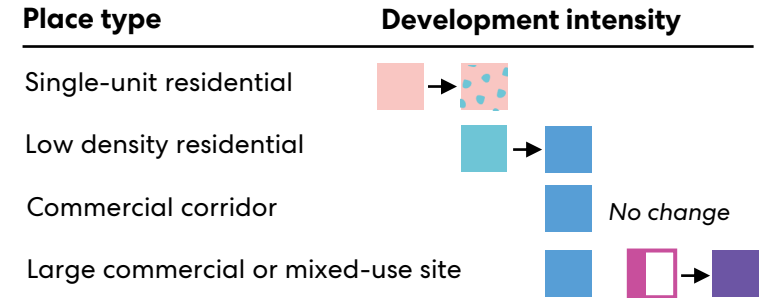 Place type Development intensity
Single-unit residential
Low density residential
Commercial corridor No change
Large commercial or mixed-use site